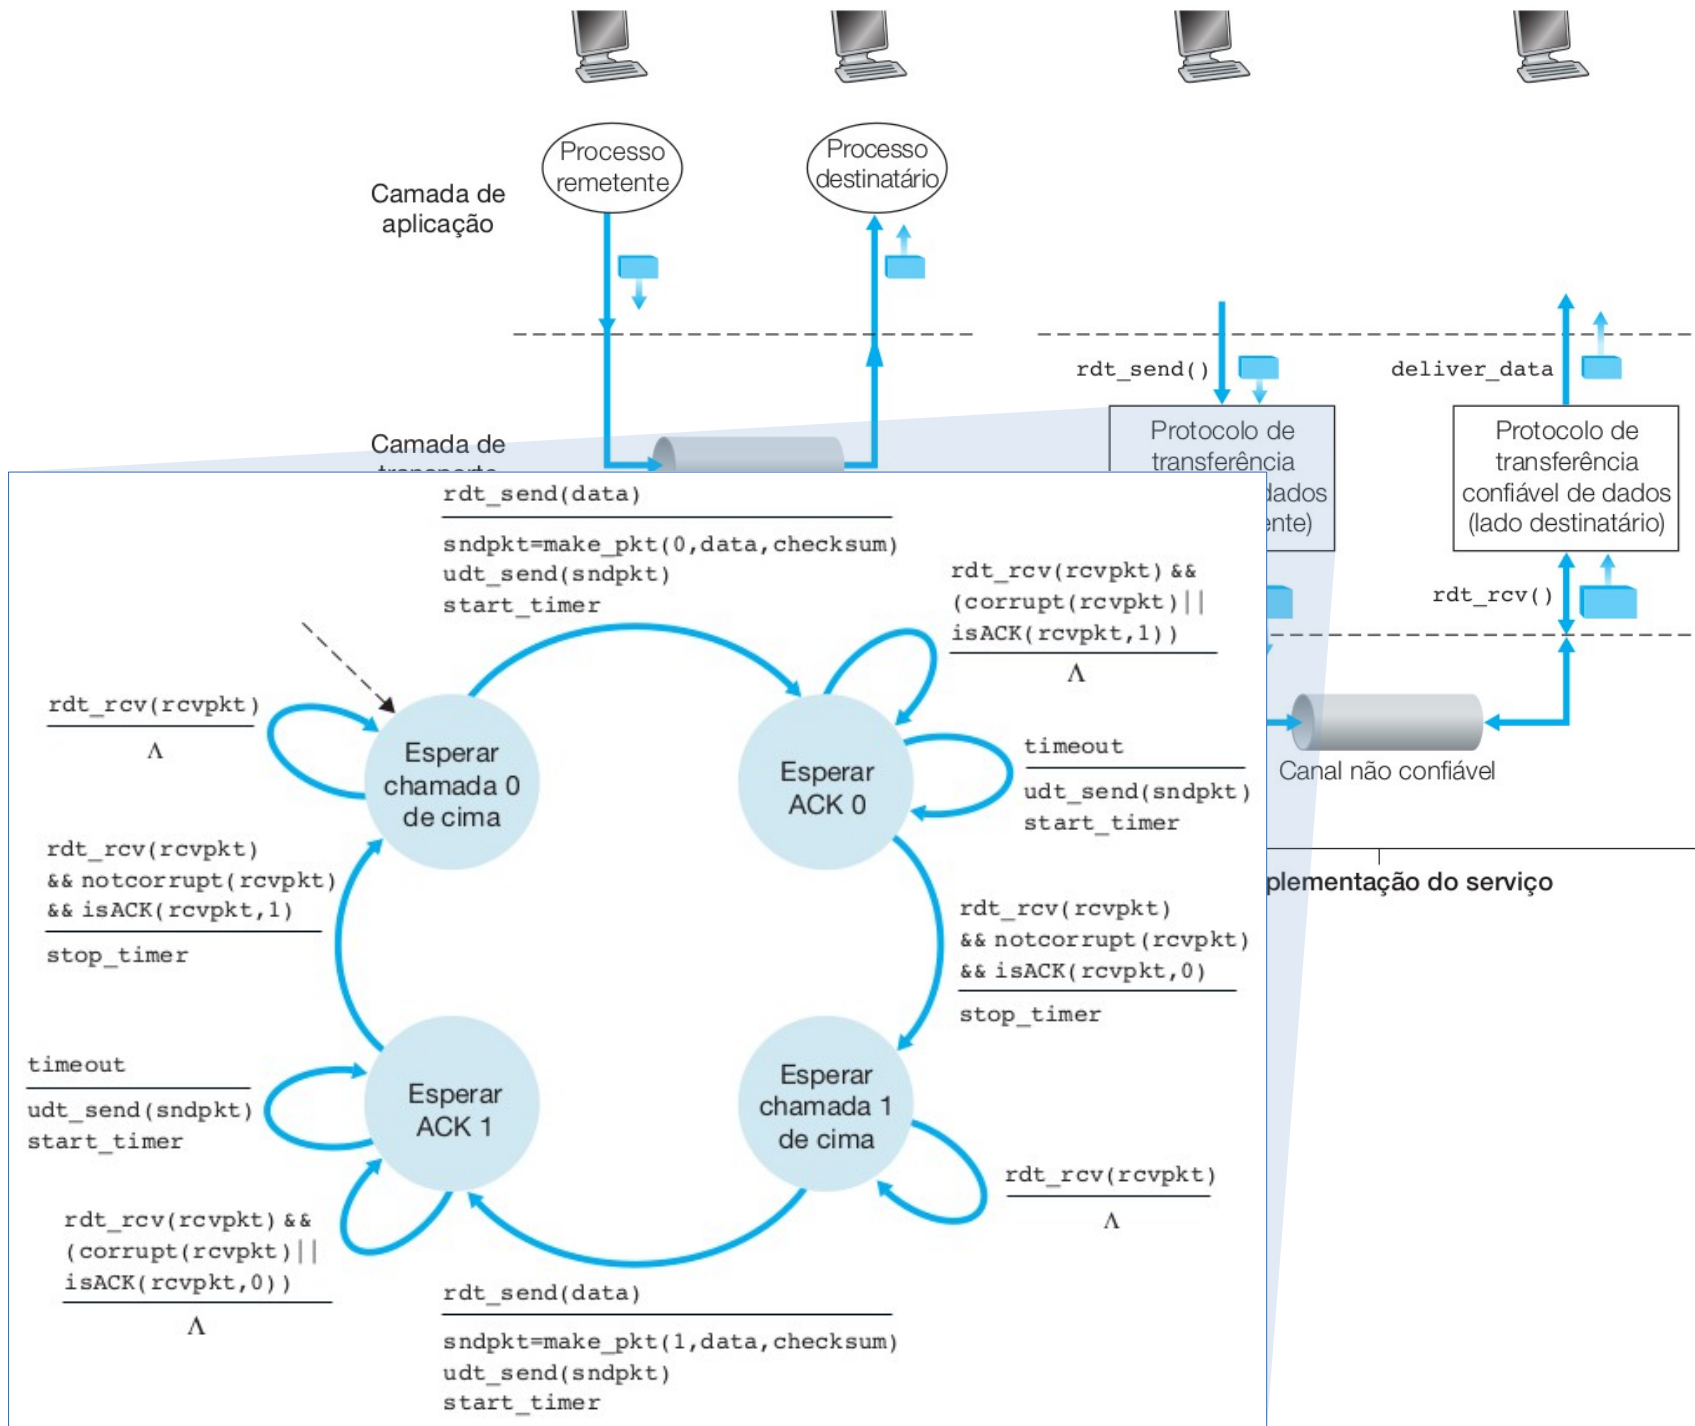 Processo
remetente
Processo
destinatário
Camada de
aplicação
rdt_send()
deliver_data
Camada de
transporte
Protocolo de
transferência
dados
ente)
Protocolo de
transferência
confiável de dados
(lado destinatário)
rdt_rcv()
Canal não confiável
plementação do serviço
rdt_send(data)
sndpkt=make_pkt(0,data,checksum)
udt_send(sndpkt)
start_timer
rdt_rcv(rcvpkt) &&
(corrupt(rcvpkt)||
isACK(rcvpkt,1))
Λ
rdt_rcv(rcvpkt)
Λ
Esperar
chamada 0
de cima
Esperar
ACK 0
timeout
udt_send(sndpkt)
start_timer
rdt_rcv(rcvpkt)
&& notcorrupt(rcvpkt)
&& isACK(rcvpkt,1)
stop_timer
rdt_rcv(rcvpkt)
&& notcorrupt(rcvpkt)
&& isACK(rcvpkt,0)
stop_timer
timeout
udt_send(sndpkt)
start_timer
Esperar
ACK 1
Esperar
chamada 1
de cima
rdt_rcv(rcvpkt)
Λ
rdt_rcv(rcvpkt) &&
(corrupt(rcvpkt)||
isACK(rcvpkt,0))
Λ
rdt_send(data)
sndpkt=make_pkt(1,data,checksum)
udt_send(sndpkt)
start_timer